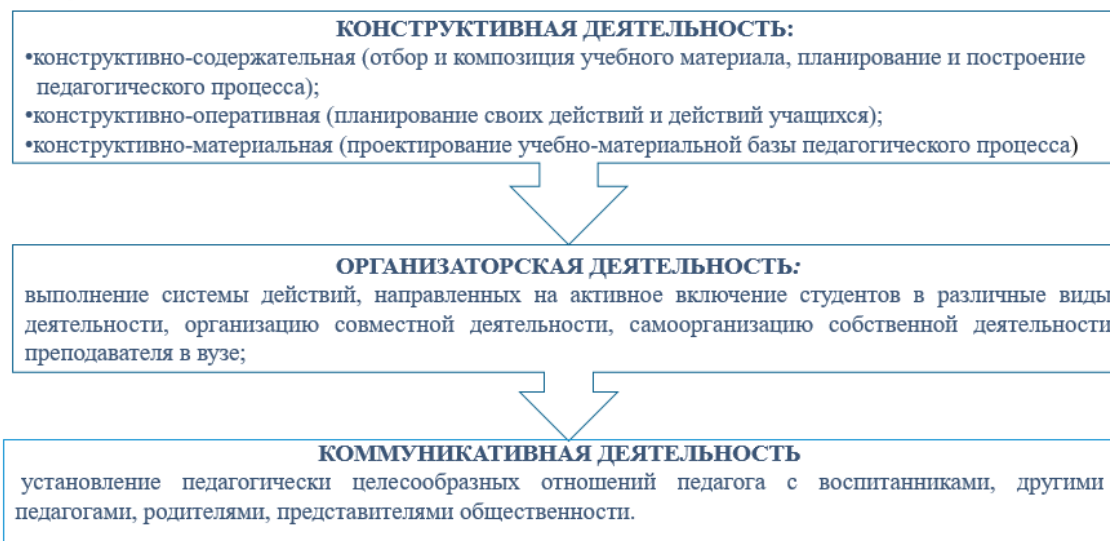 КОНСТРУКТИВНАЯ ДЕЯТЕЛЬНОСТЬ:
•конструктивно-содержательная (отбор и композиция учебного материала, планирование и построение
педагогического процесса);
•конструктивно-оперативная (планирование своих действий и действий учащихся);
•конструктивно-материальная (проектирование учебно-материальной базы педагогического процесса)
ОРГАНИЗАТОРСКАЯ ДЕЯТЕЛЬНОСТЬ:
выполнение системы действий, направленных на активное включение студентов в различные виды
деятельности, организацию совместной деятельности, самоорганизацию собственной деятельности
преподавателя в вузе;
КОММУНИКАТИВНАЯ ДЕЯТЕЛЬНОСТЬ
установление педагогически целесообразных отношений педагога с воспитанниками, другими
педагогами, родителями, представителями общественности.